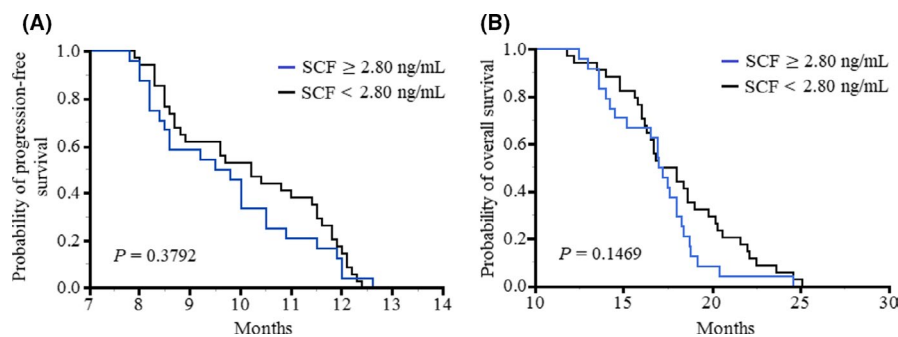 (A)
Probability of progression-free
survival
1.0
0.8
0.6
0.4
0.2
0.0
SCF ≥ 2.80 ng/mL
SCF < 2.80 ng/mL
P = 0.3792
7 8 9 10 11 12 13 14
Months
(B)
Probability of overall survival
1.0
0.8
0.6
0.4
0.2
0.0
SCF ≥ 2.80 ng/mL
SCF < 2.80 ng/mL
P = 0.1469
10 15 20 25 30
Months